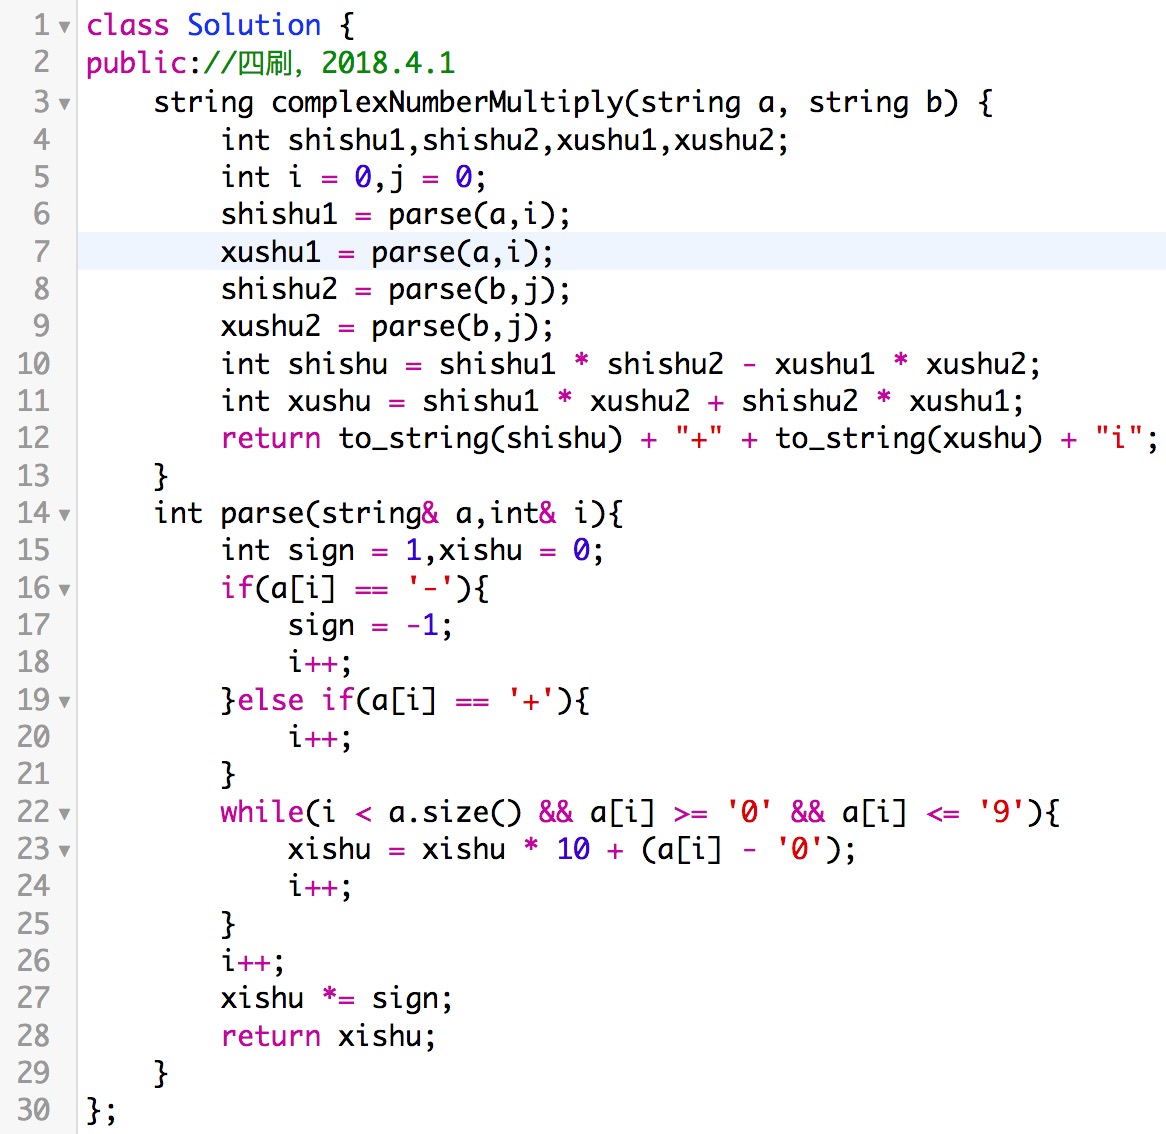 1 class Solution {
2 public://四刷，2018.4.1
3 string complexNumberMultiply(string a, string b) {
4 int shishu1,shishu2,xushu1,xushu2;
5 int i = 0,j = 0;
6 shishu1 = parse(a,i);
7 xushu1 = parse(a,i);
8 shishu2 = parse(b,j);
9 xushu2 = parse(b,j);
10 int shishu = shishu1 * shishu2 - xushu1 * xushu2;
11 int xushu = shishu1 * xushu2 + shishu2 * xushu1;
12 return to_string(shishu) + "+" + to_string(xushu) + "i";
13 }
14 int parse(string& a,int& i){
15 int sign = 1,xishu = 0;
16 if(a[i] == '-'){
17 sign = -1;
18 i++;
19 }else if(a[i] == '+'){
20 i++;
21 }
22 while(i < a.size() && a[i] >= '0' && a[i] <= '9'){
23 xishu = xishu * 10 + (a[i] - '0');
24 i++;
25 }
26 i++;
27 xishu *= sign;
28 return xishu;
29 }
30 };